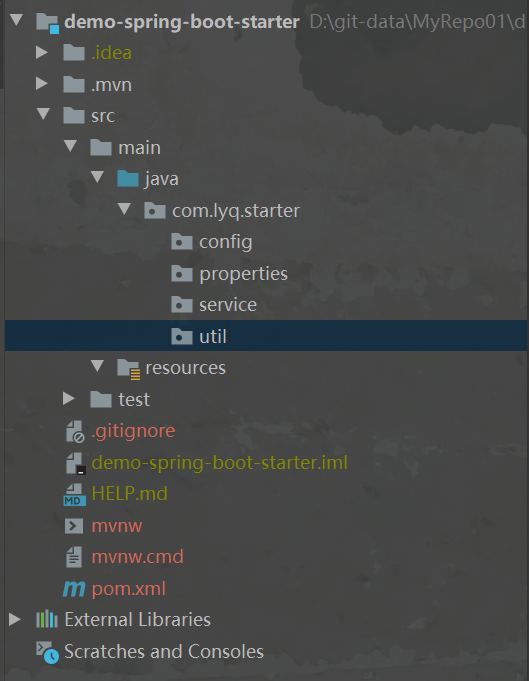 demo-spring-boot-starter D:\git-data\MyRepo01\d
.idea
.mvn
src
main
java
com.lyq.starter
config
properties
service
util
resources
test
.gitignore
demo-spring-boot-starter.iml
MD HELP.md
mvnw
mvnw.cmd
m pom.xml
External Libraries
Scratches and Consoles